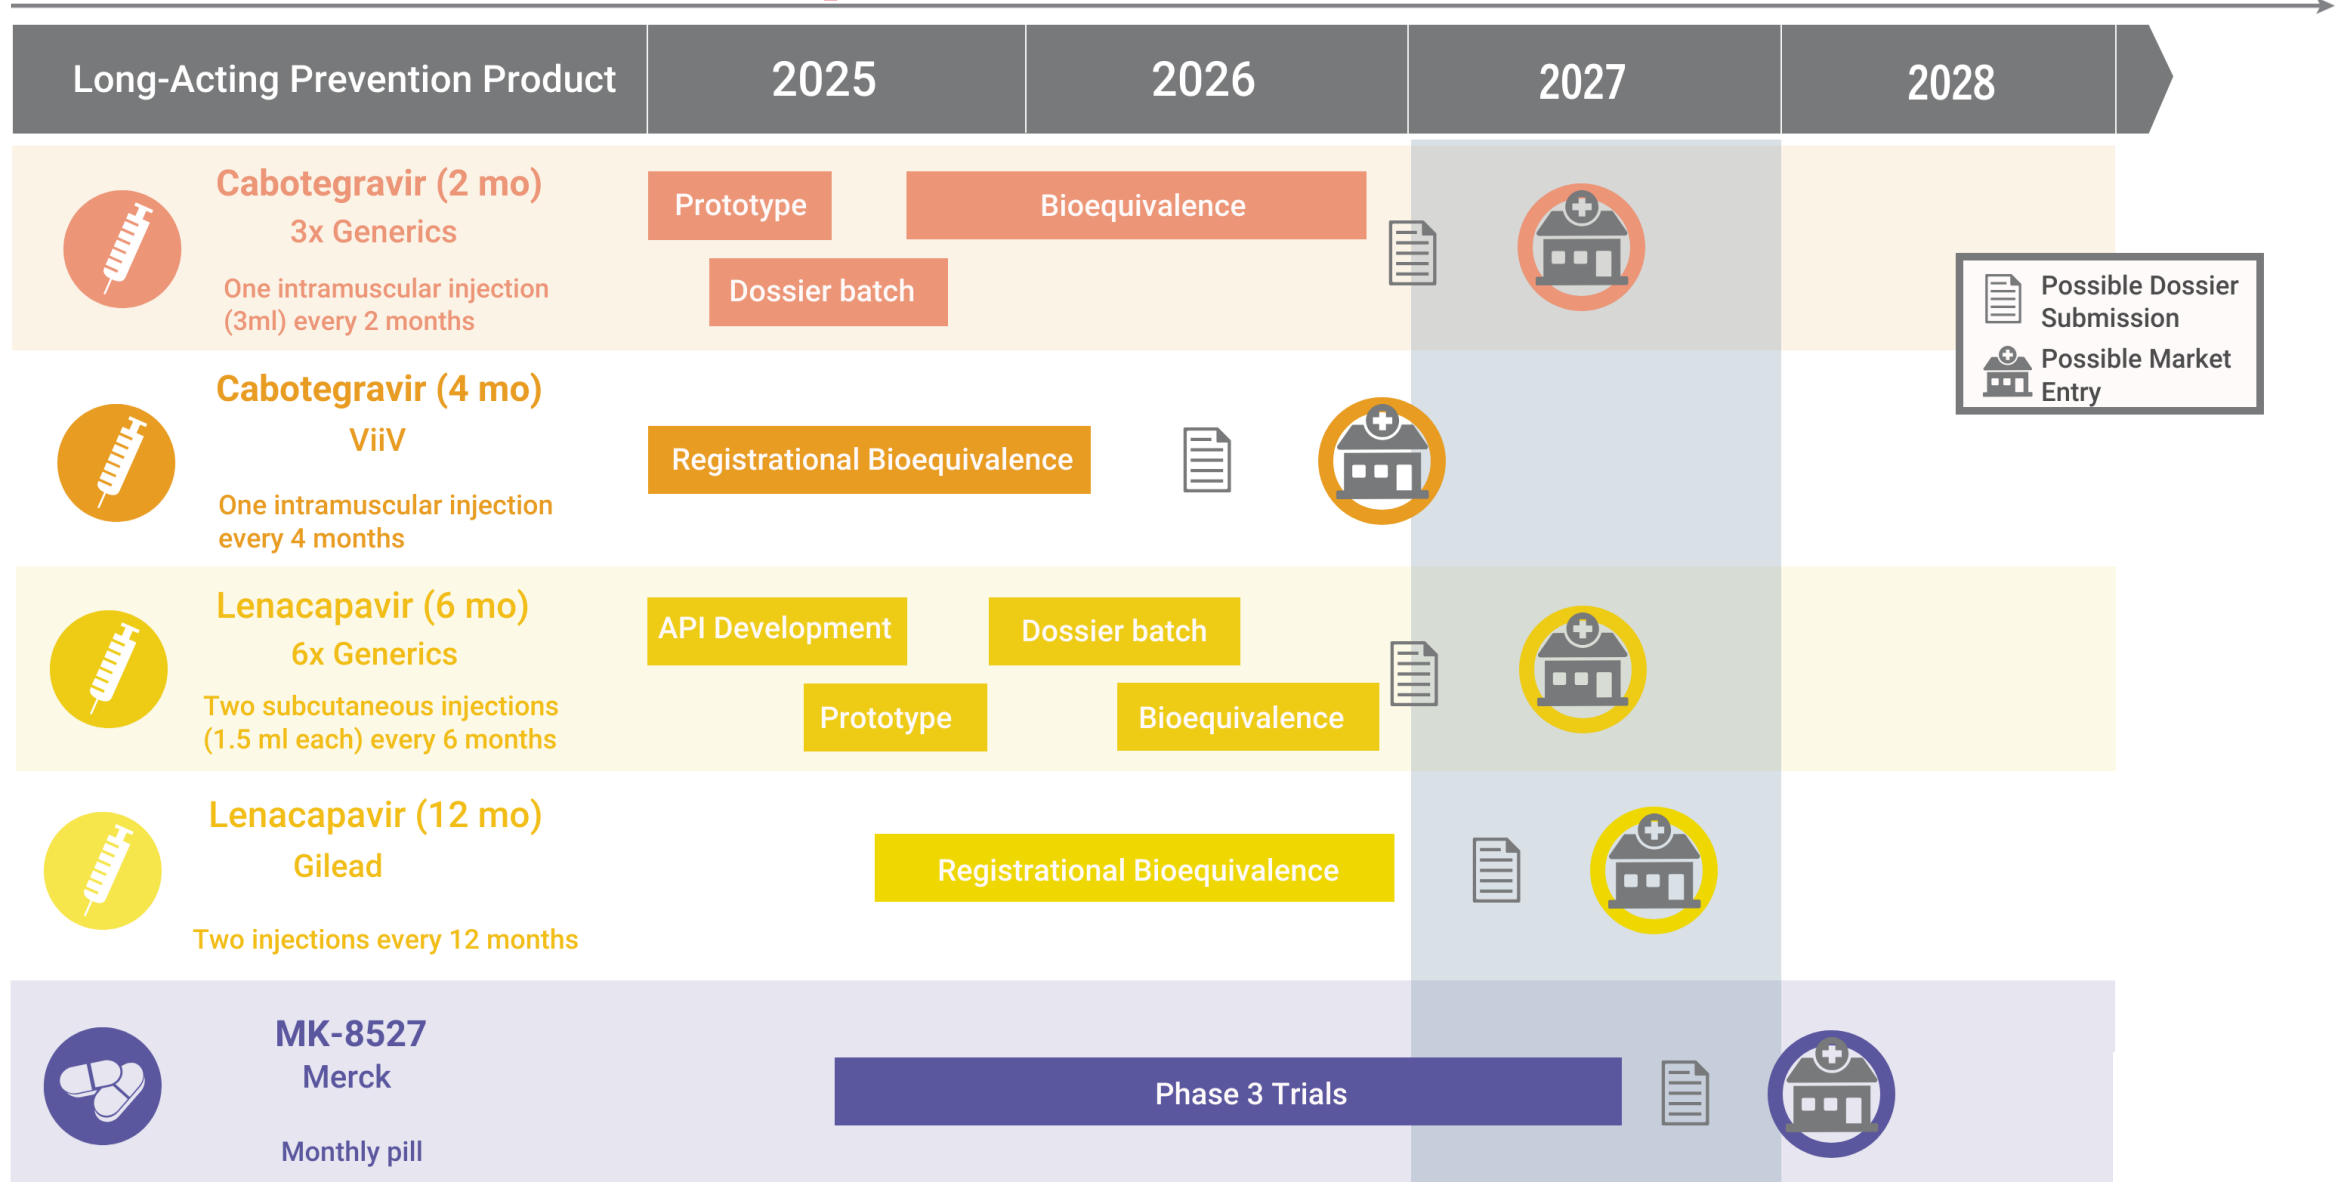 Long-Acting Prevention Product
2025
2026
2027
2028
Cabotegravir (2 mo)
3x Generics
One intramuscular injection
(3ml) every 2 months
Prototype
Bioequivalence
Dossier batch
Possible Dossier
Submission
Possible Market
Entry
Cabotegravir (4 mo)
ViiV
One intramuscular injection
every 4 months
Registrational Bioequivalence
Lenacapavir (6 mo)
6x Generics
Two subcutaneous injections
(1.5 ml each) every 6 months
API Development
Dossier batch
Prototype
Bioequivalence
Lenacapavir (12 mo)
Gilead
Two injections every 12 months
Registrational Bioequivalence
MK-8527
Merck
Monthly pill
Phase 3 Trials